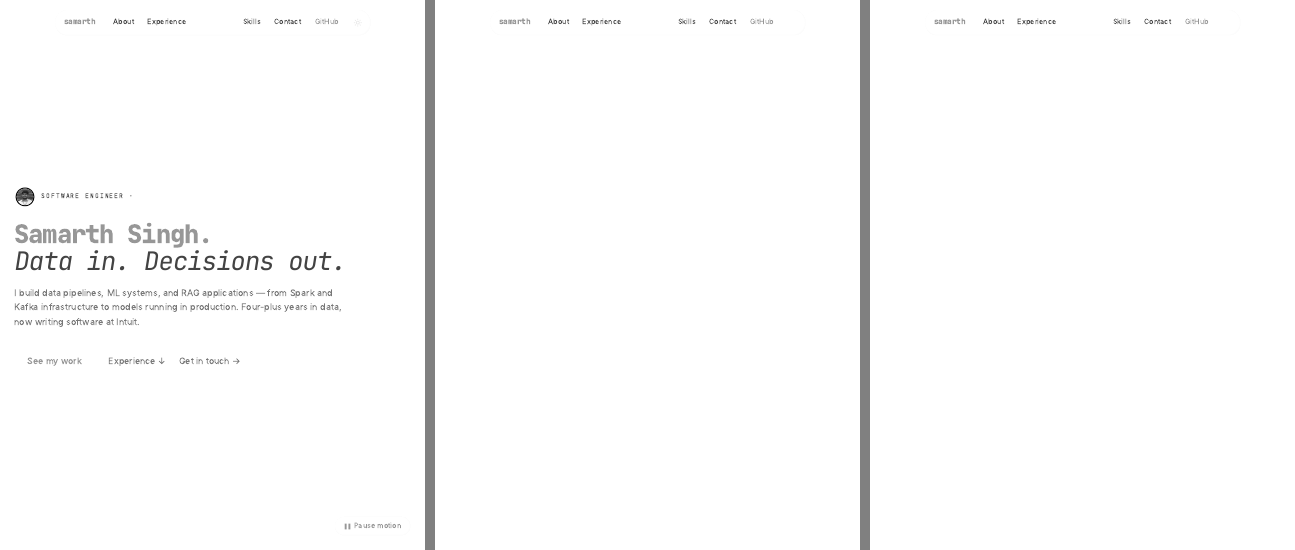 samarth About Experience Skills Contact GitHub
SOFTWARE ENGINEER ·
Samarth Singh.
Data in. Decisions out.
I build data pipelines, ML systems, and RAG applications — from Spark and
Kafka infrastructure to models running in production. Four-plus years in data,
now writing software at Intuit.
See my work Experience ↓ Get in touch →
Pause motion
samarth About Experience Skills Contact GitHub
samarth About Experience Skills Contact GitHub